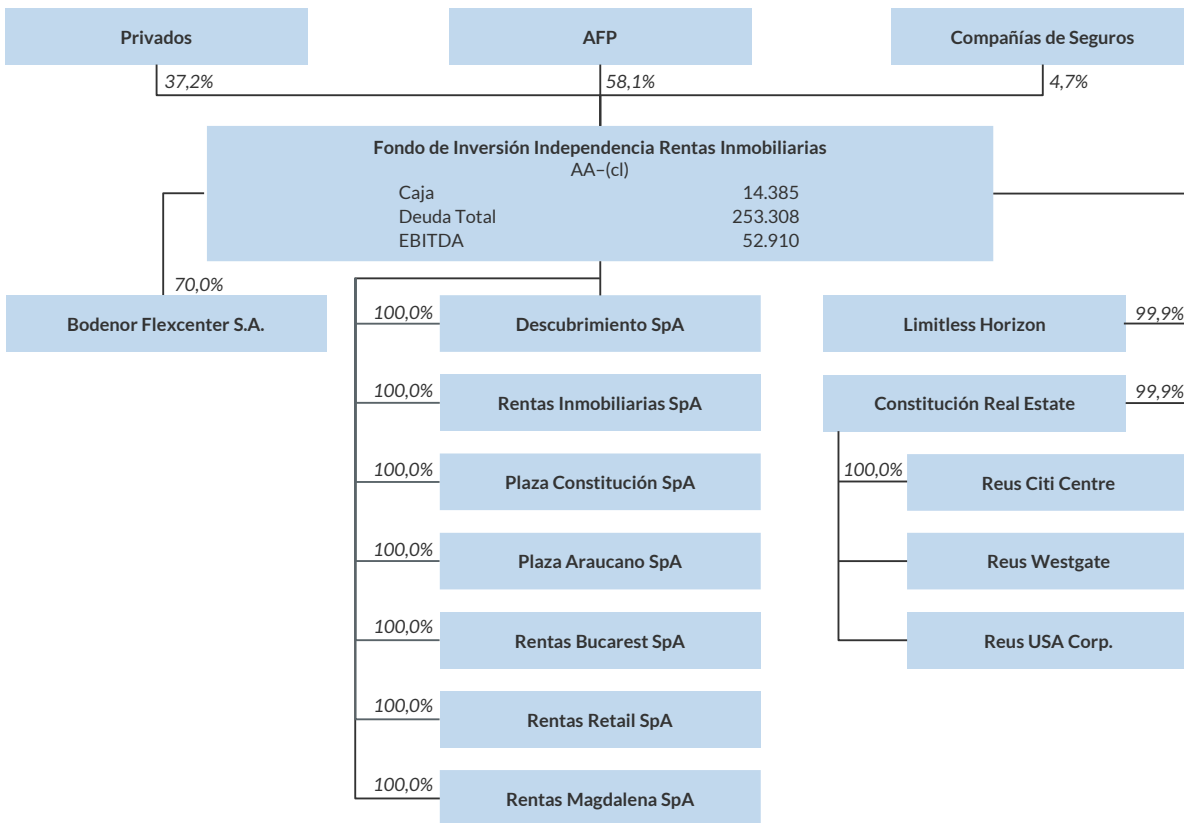 Privados
AFP
Compañías de Seguros
37,2%
58,1%
4,7%
Fondo de Inversión Independencia Rentas Inmobiliarias
AA–(cl)
Caja 14.385
Deuda Total 253.308
EBITDA 52.910
70,0%
Bodenor Flexcenter S.A.
100,0%
Descubrimiento SpA
Limitless Horizon
99,9%
100,0%
Rentas Inmobiliarias SpA
Constitución Real Estate
99,9%
100,0%
Plaza Constitución SpA
100,0%
Reus Citi Centre
100,0%
Plaza Araucano SpA
Reus Westgate
100,0%
Rentas Bucarest SpA
Reus USA Corp.
100,0%
Rentas Retail SpA
100,0%
Rentas Magdalena SpA